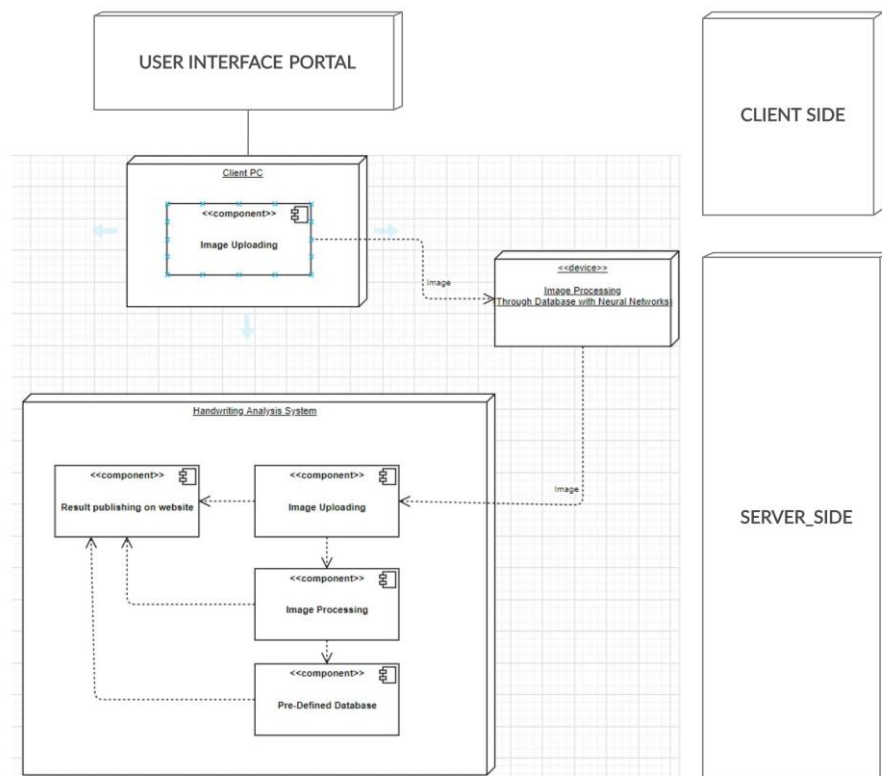 USER INTERFACE PORTAL
CLIENT SIDE
Client PC
<<component>>
Image Uploading
Image
<<device>>
Image Processing
Through Database with Neural Networks
SERVER_SIDE
Handwriting Analysis System
<<component>>
Result publishing on website
<<component>>
Image Uploading
Image
<<component>>
Image Processing
<<component>>
Pre-Defined Database